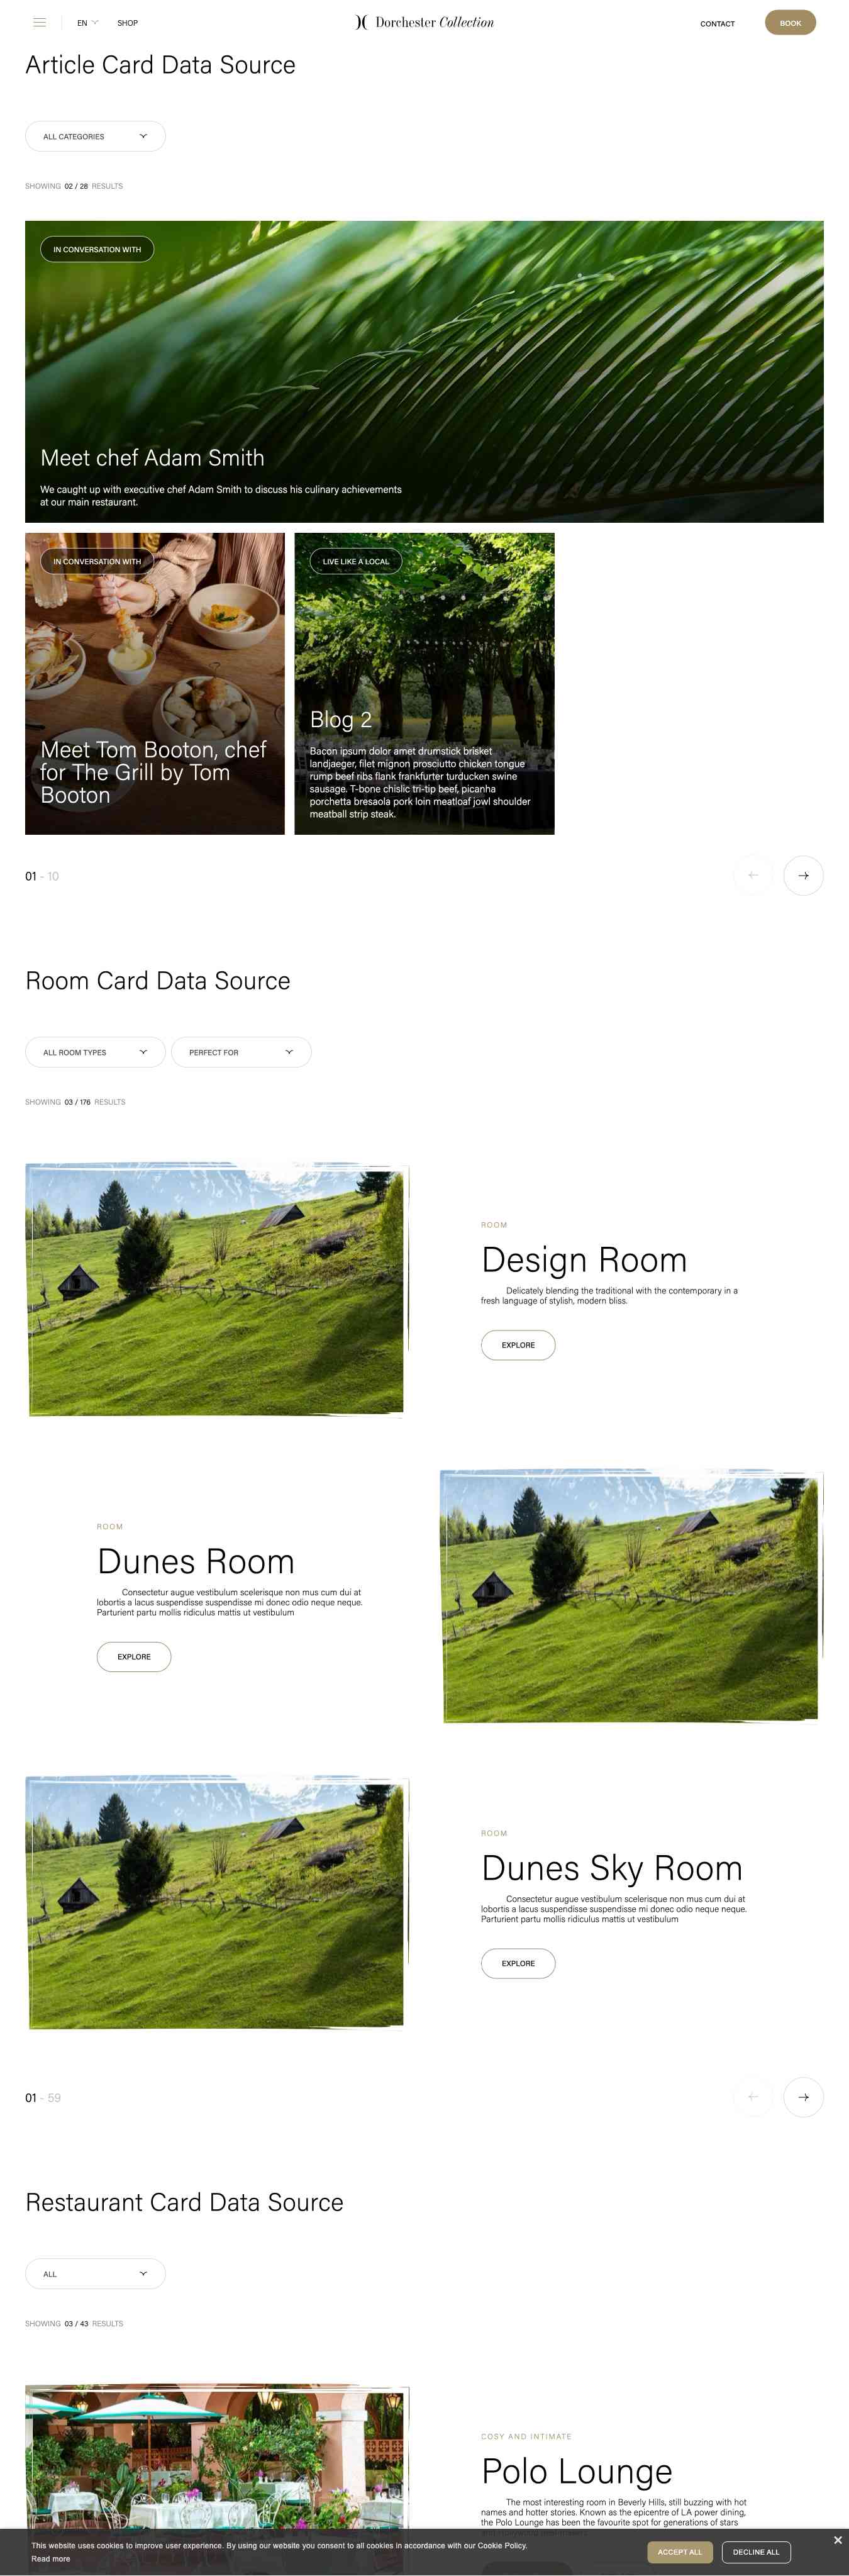 EN
SHOP
Dorchester Collection
CONTACT
BOOK
Article Card Data Source
ALL CATEGORIES
SHOWING 02 / 28 RESULTS
IN CONVERSATION WITH
Meet chef Adam Smith
We caught up with executive chef Adam Smith to discuss his culinary achievements
at our main restaurant.
IN CONVERSATION WITH
Meet Tom Booton, chef
for The Grill by Tom
Booton
LIVE LIKE A LOCAL
Blog 2
Bacon ipsum dolor amet drumstick brisket
landjaeger, filet mignon prosciutto chicken tongue
rump beef ribs flank frankfurter turducken swine
sausage. T-bone chislic tri-tip beef, picanha
porchetta bresaola pork loin meatloaf jowl shoulder
meatball strip steak.
01 - 10
Room Card Data Source
ALL ROOM TYPES
PERFECT FOR
SHOWING 03 / 176 RESULTS
ROOM
Design Room
Delicately blending the traditional with the contemporary in a
fresh language of stylish, modern bliss.
EXPLORE
ROOM
Dunes Room
Consectetur augue vestibulum scelerisque non mus cum dui at
lobortis a lacus suspendisse suspendisse mi donec odio neque neque.
Parturient partu mollis ridiculus mattis ut vestibulum
EXPLORE
ROOM
Dunes Sky Room
Consectetur augue vestibulum scelerisque non mus cum dui at
lobortis a lacus suspendisse suspendisse mi donec odio neque neque.
Parturient partu mollis ridiculus mattis ut vestibulum
EXPLORE
01 - 59
Restaurant Card Data Source
ALL
SHOWING 03 / 43 RESULTS
COSY AND INTIMATE
Polo Lounge
The most interesting room in Beverly Hills, still buzzing with hot
names and hotter stories. Known as the epicentre of LA power dining,
the Polo Lounge has been the favourite spot for generations of stars
This website uses cookies to improve user experience. By using our website you consent to all cookies in accordance with our Cookie Policy.
Read more
ACCEPT ALL
DECLINE ALL